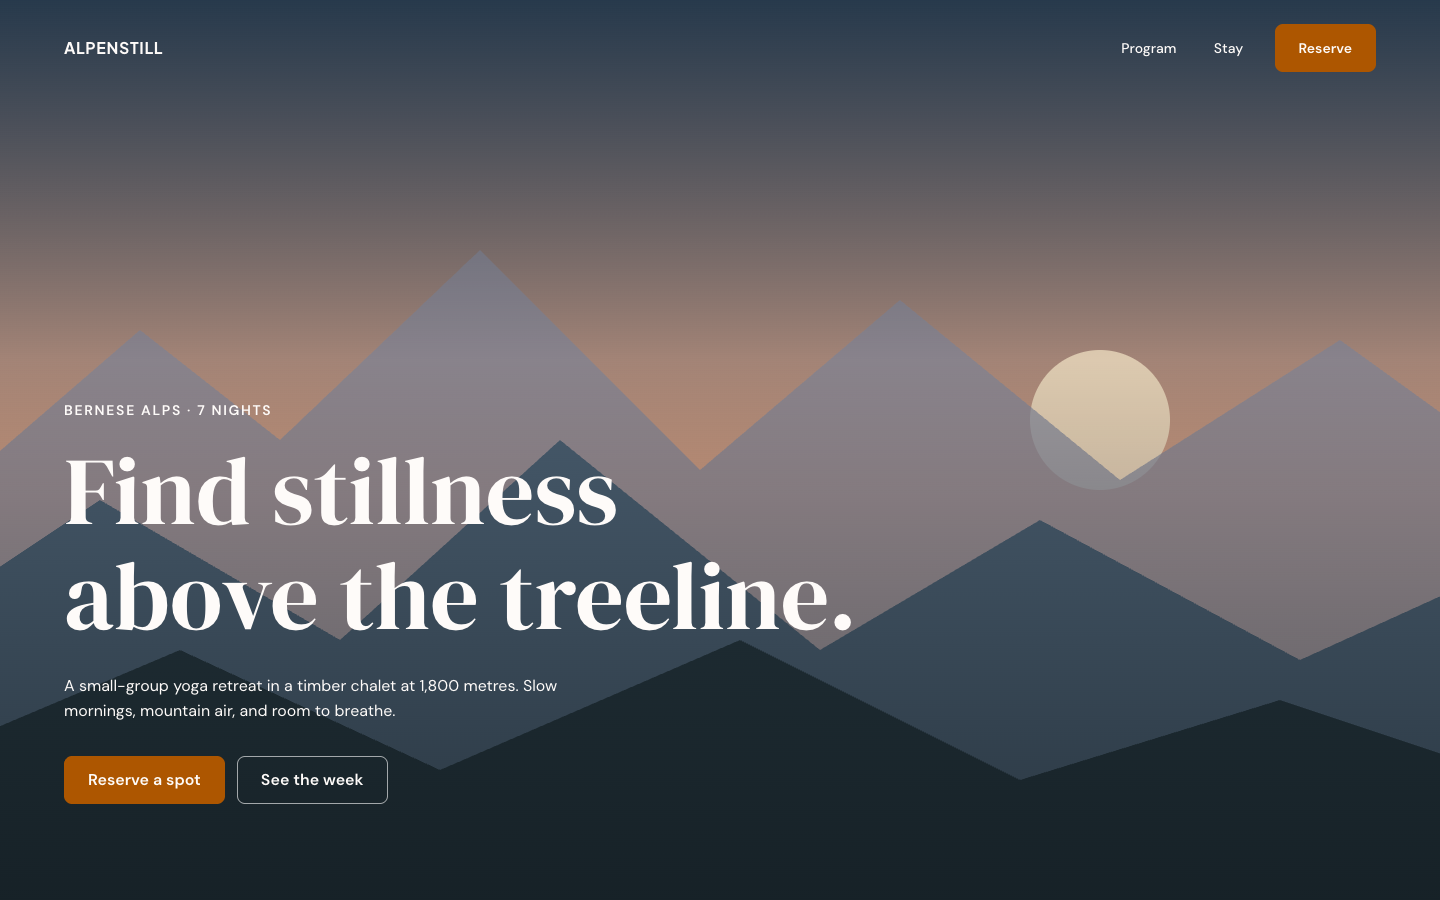 ALPENSTILL
Program
Stay
Reserve
BERNESE ALPS · 7 NIGHTS
Find stillness
above the treeline.
A small-group yoga retreat in a timber chalet at 1,800 metres. Slow
mornings, mountain air, and room to breathe.
Reserve a spot
See the week